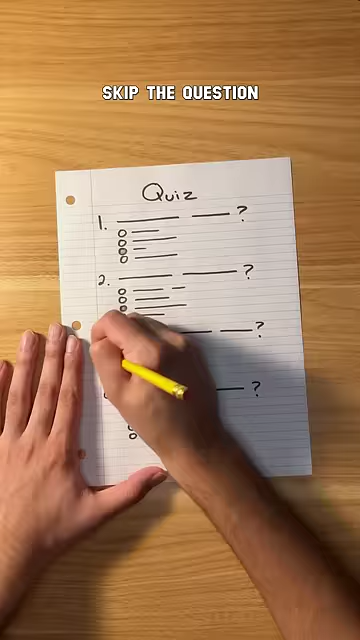 SKIP THE QUESTION
Quiz
1. ?
2. ?
?
?